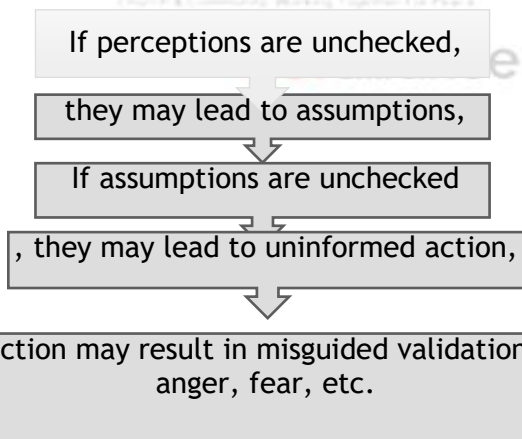 If perceptions are unchecked,
they may lead to assumptions,
If assumptions are unchecked
, they may lead to uninformed action,
ction may result in misguided validation
anger, fear, etc.